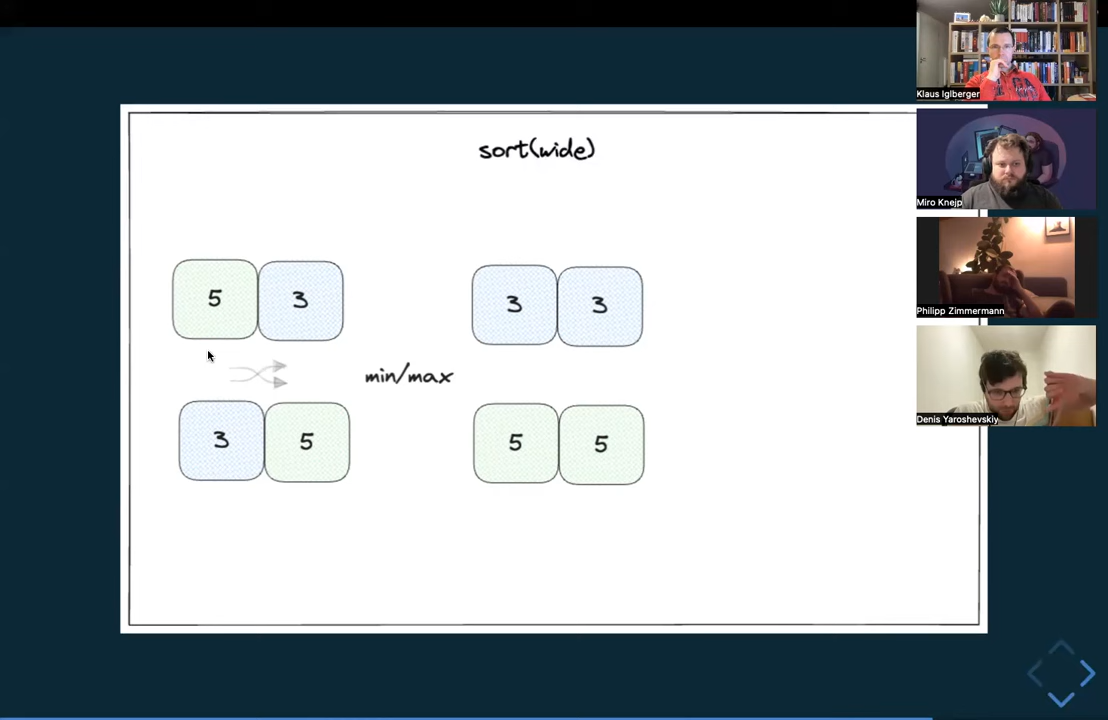 sort(wide)
5 3
3 3
min/max
3 5
5 5
Klaus Iglberger
Miro Knejp
Philipp Zimmermann
Denis Yaroshevskiy